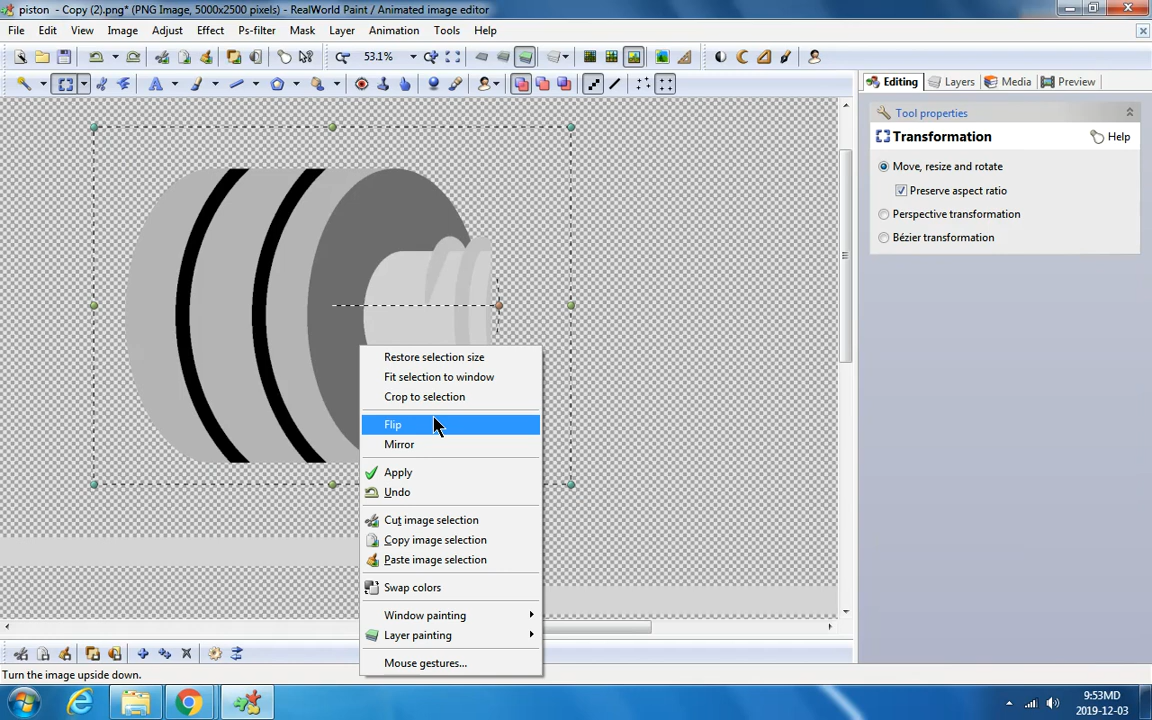 piston - Copy (2).png* (PNG Image, 5000x2500 pixels) - RealWorld Paint / Animated image editor
File Edit View Image Adjust Effect Ps-filter Mask Layer Animation Tools Help
53.1%
Editing Layers Media Preview
Tool properties
Transformation Help
Move, resize and rotate
Preserve aspect ratio
Perspective transformation
Bézier transformation
Restore selection size
Fit selection to window
Crop to selection
Flip
Mirror
Apply
Undo
Cut image selection
Copy image selection
Paste image selection
Swap colors
Window painting
Layer painting
Mouse gestures...
Turn the image upside down.
9:53MD
2019-12-03